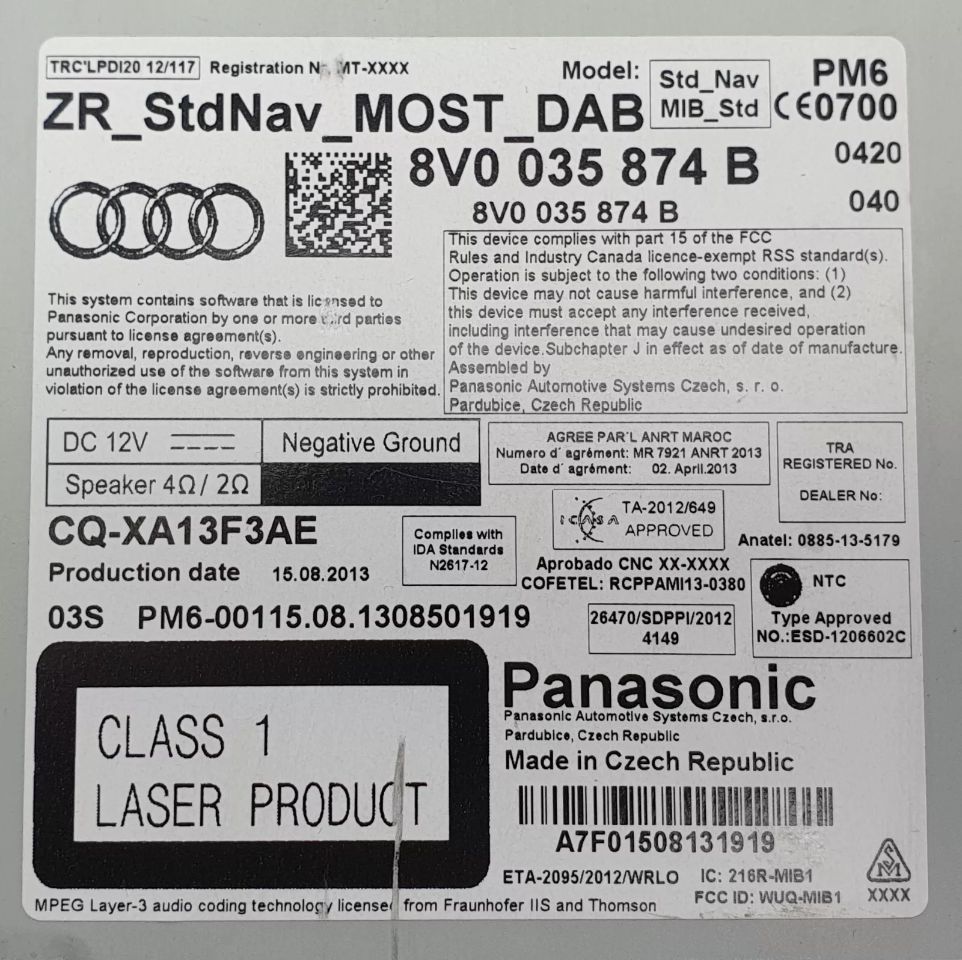 TRC'LPDI20 12/117
Registration Nr. MT-XXXX
Model:
Std_Nav
MIB_Std
PM6
CE0700
ZR_StdNav_MOST_DAB
8V0 035 874 B
0420
8V0 035 874 B
040
This device complies with part 15 of the FCC
Rules and Industry Canada licence-exempt RSS standard(s).
Operation is subject to the following two conditions: (1)
This device may not cause harmful interference, and (2)
this device must accept any interference received,
including interference that may cause undesired operation
of the device.Subchapter J in effect as of date of manufacture.
Assembled by
Panasonic Automotive Systems Czech, s. r. o.
Pardubice, Czech Republic
This system contains software that is licensed to
Panasonic Corporation by one or more third parties
pursuant to license agreement(s).
Any removal, reproduction, reverse engineering or other
unauthorized use of the software from this system in
violation of the license agreement(s) is strictly prohibited.
DC 12V
Negative Ground
Speaker 4Ω / 2Ω
AGREE PAR'L ANRT MAROC
Numero d' agrément: MR 7921 ANRT 2013
Date d' agrément: 02. April.2013
TRA
REGISTERED No.
DEALER No:
ICASA
TA-2012/649
APPROVED
CQ-XA13F3AE
Complies with
IDA Standards
N2617-12
Anatel: 0885-13-5179
Production date 15.08.2013
Aprobado CNC XX-XXXX
COFETEL: RCPPAMI13-0380
NTC
Type Approved
NO.:ESD-1206602C
03S PM6-00115.08.1308501919
26470/SDPPI/2012
4149
CLASS 1
LASER PRODUCT
Panasonic
Panasonic Automotive Systems Czech, s.r.o.
Pardubice, Czech Republic
Made in Czech Republic
A7F01508131919
ETA-2095/2012/WRLO
IC: 216R-MIB1
FCC ID: WUQ-MIB1
XXXX
MPEG Layer-3 audio coding technology licensed from Fraunhofer IIS and Thomson